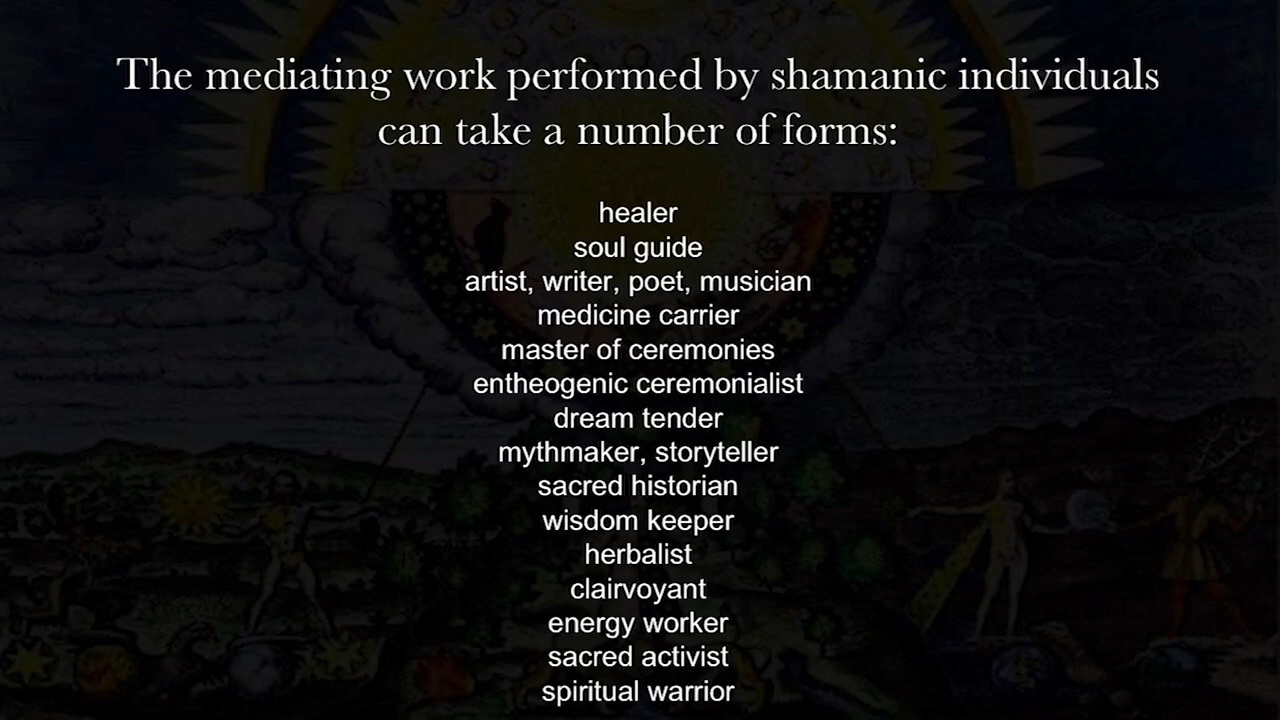 The mediating work performed by shamanic individuals
can take a number of forms:
healer
soul guide
artist, writer, poet, musician
medicine carrier
master of ceremonies
entheogenic ceremonialist
dream tender
mythmaker, storyteller
sacred historian
wisdom keeper
herbalist
clairvoyant
energy worker
sacred activist
spiritual warrior